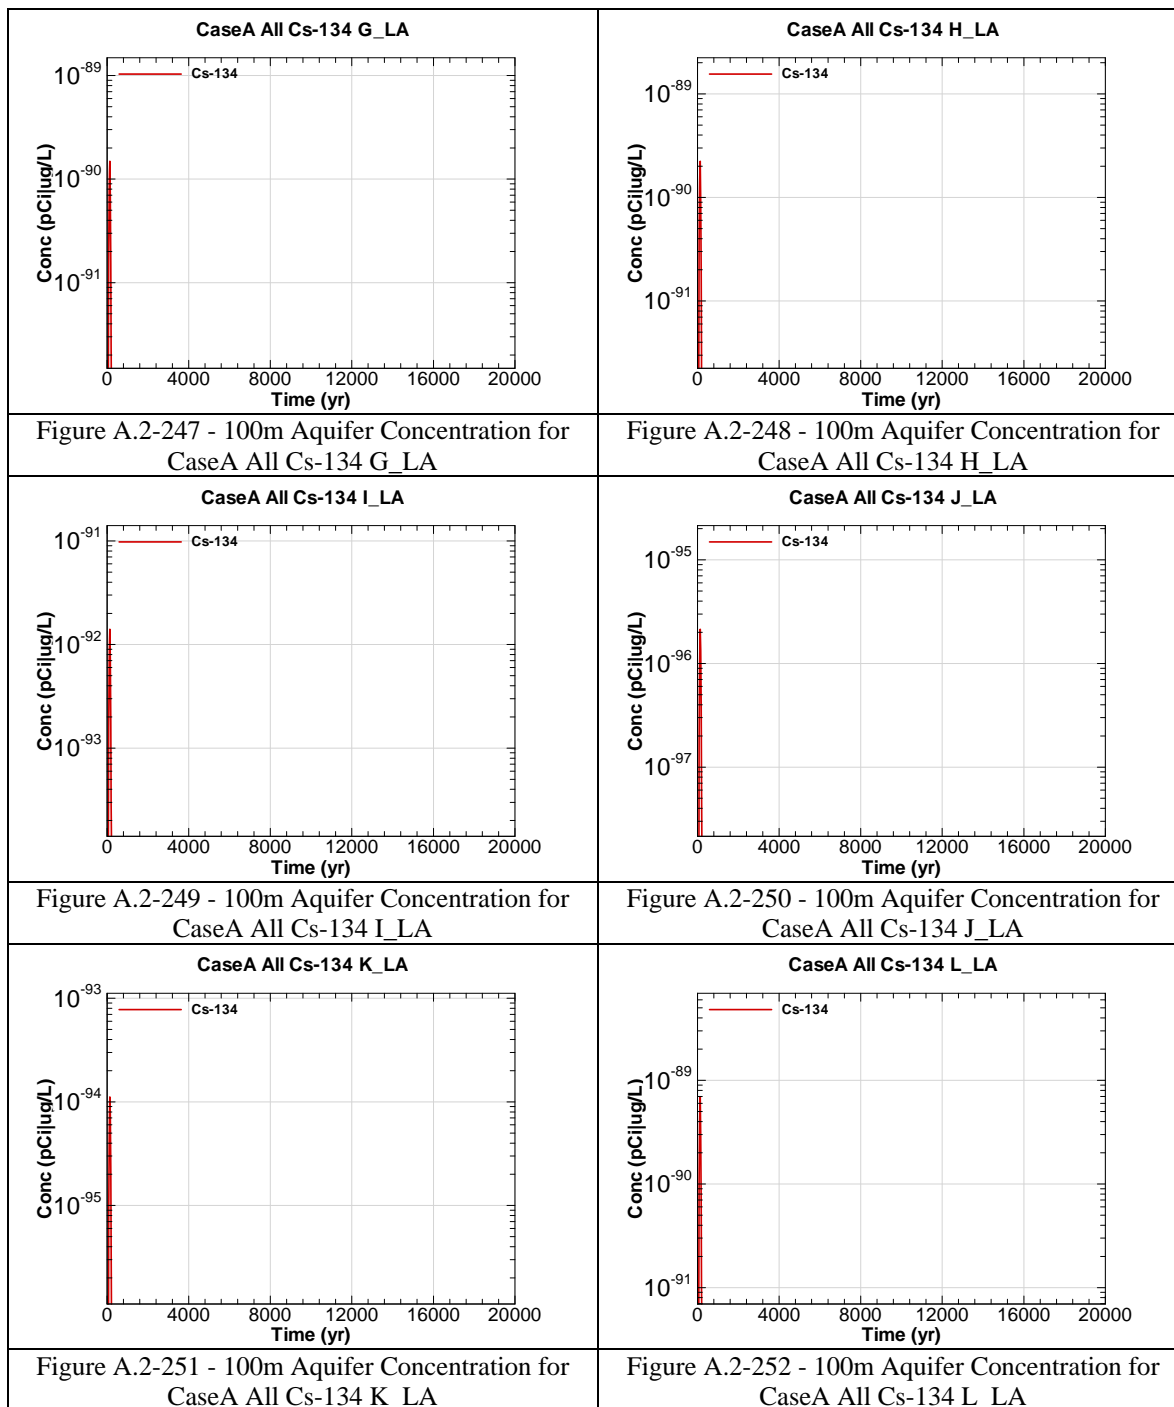 CaseA All Cs-134 G_LA
Cs-134
10-89
10-90
10-91
Conc (pCi|ug/L)
0 4000 8000 12000 16000 20000
Time (yr)
Figure A.2-247 - 100m Aquifer Concentration for
CaseA All Cs-134 G_LA
CaseA All Cs-134 H_LA
Cs-134
10-89
10-90
10-91
Conc (pCi|ug/L)
0 4000 8000 12000 16000 20000
Time (yr)
Figure A.2-248 - 100m Aquifer Concentration for
CaseA All Cs-134 H_LA
CaseA All Cs-134 I_LA
Cs-134
10-91
10-92
10-93
Conc (pCi|ug/L)
0 4000 8000 12000 16000 20000
Time (yr)
Figure A.2-249 - 100m Aquifer Concentration for
CaseA All Cs-134 I_LA
CaseA All Cs-134 J_LA
Cs-134
10-95
10-96
10-97
Conc (pCi|ug/L)
0 4000 8000 12000 16000 20000
Time (yr)
Figure A.2-250 - 100m Aquifer Concentration for
CaseA All Cs-134 J_LA
CaseA All Cs-134 K_LA
Cs-134
10-93
10-94
10-95
Conc (pCi|ug/L)
0 4000 8000 12000 16000 20000
Time (yr)
Figure A.2-251 - 100m Aquifer Concentration for
CaseA All Cs-134 K_LA
CaseA All Cs-134 L_LA
Cs-134
10-89
10-90
10-91
Conc (pCi|ug/L)
0 4000 8000 12000 16000 20000
Time (yr)
Figure A.2-252 - 100m Aquifer Concentration for
CaseA All Cs-134 L_LA